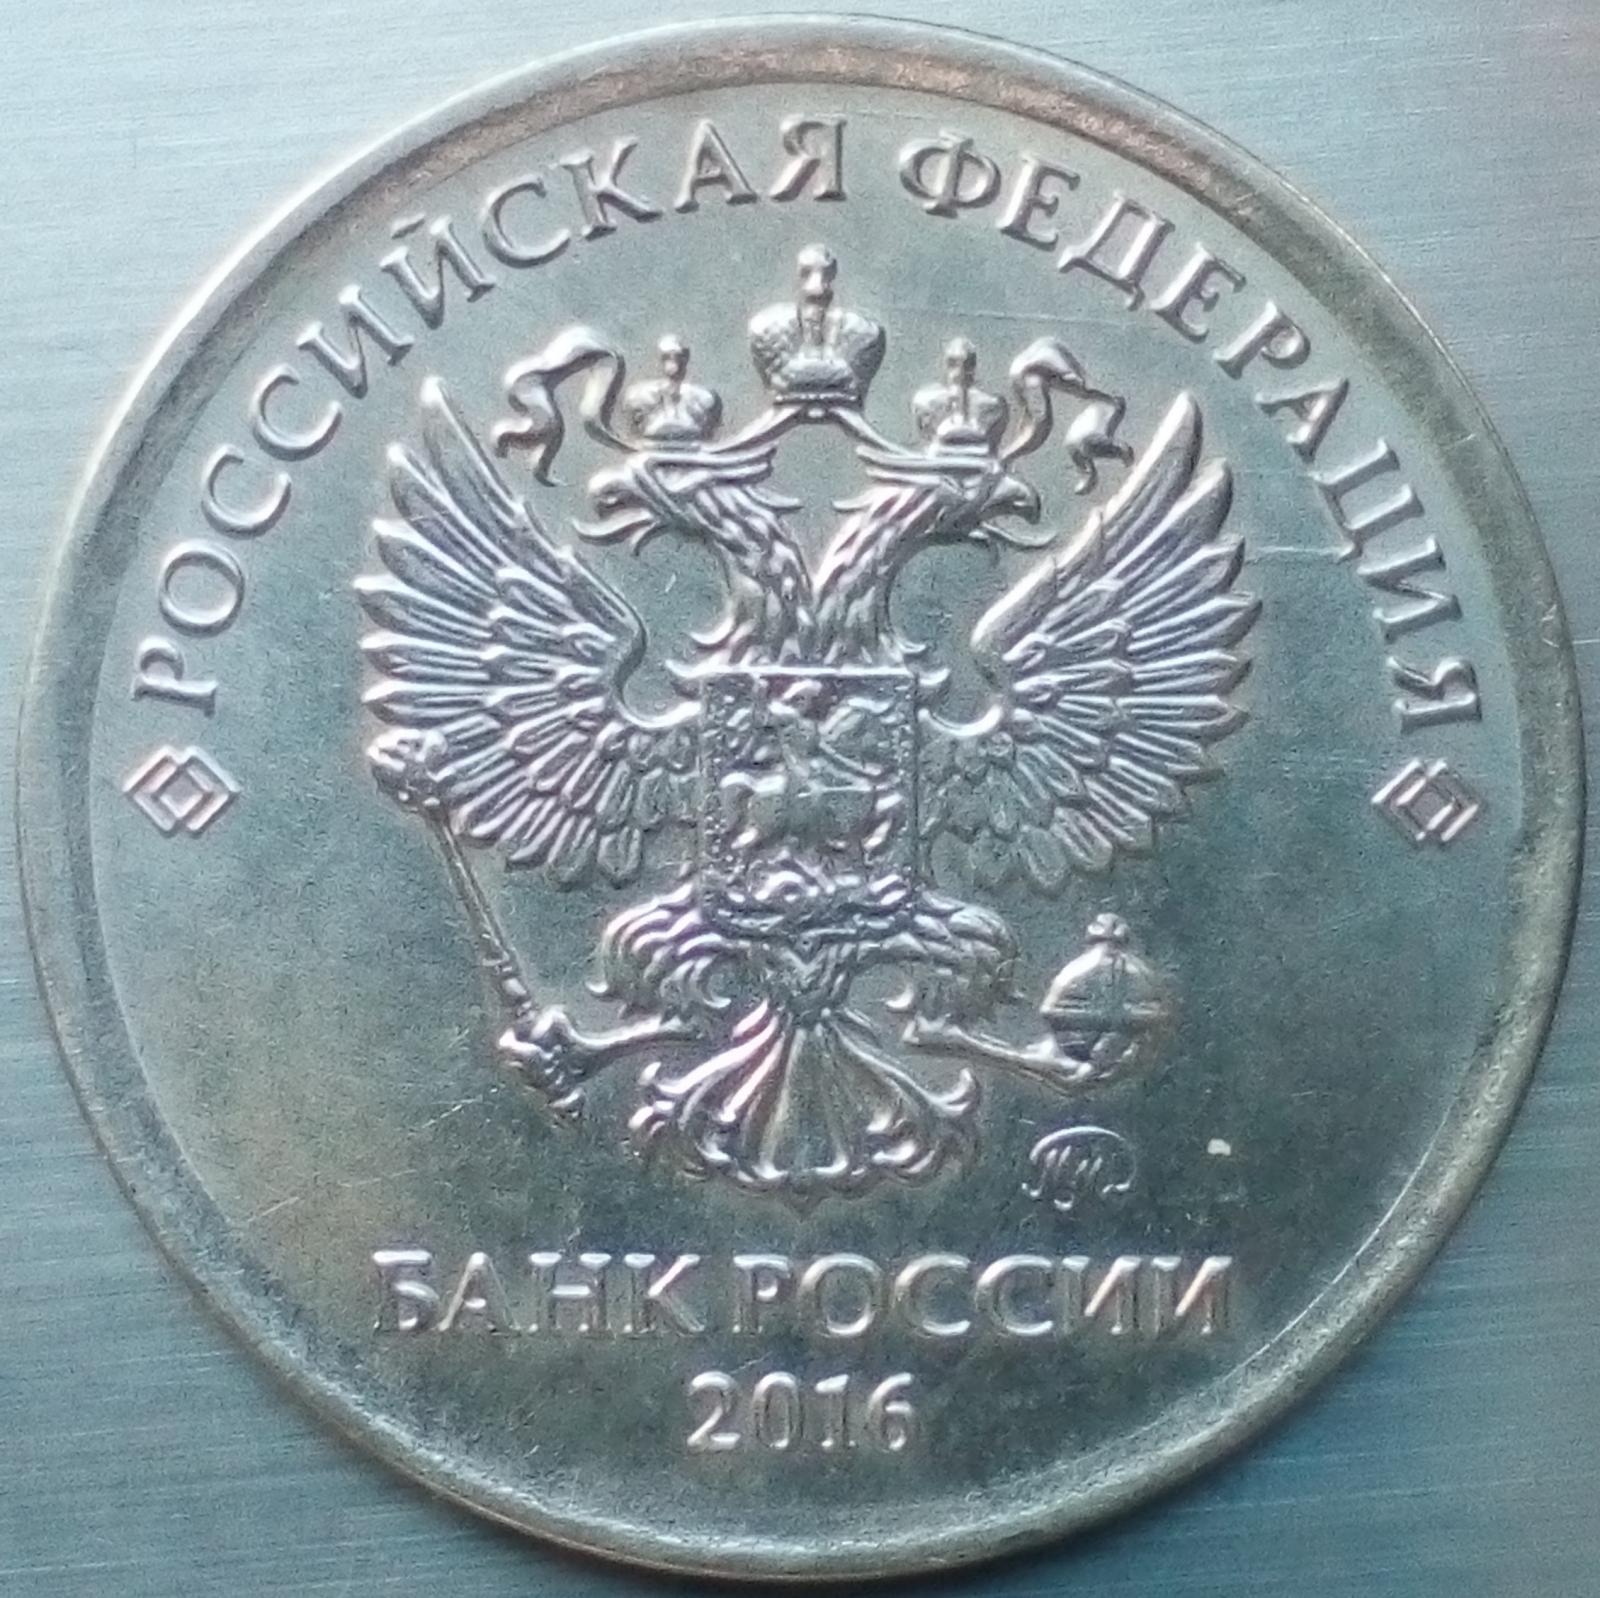 РОССИЙСКАЯ ФЕДЕРАЦИЯ
БАНК РОССИИ
2016